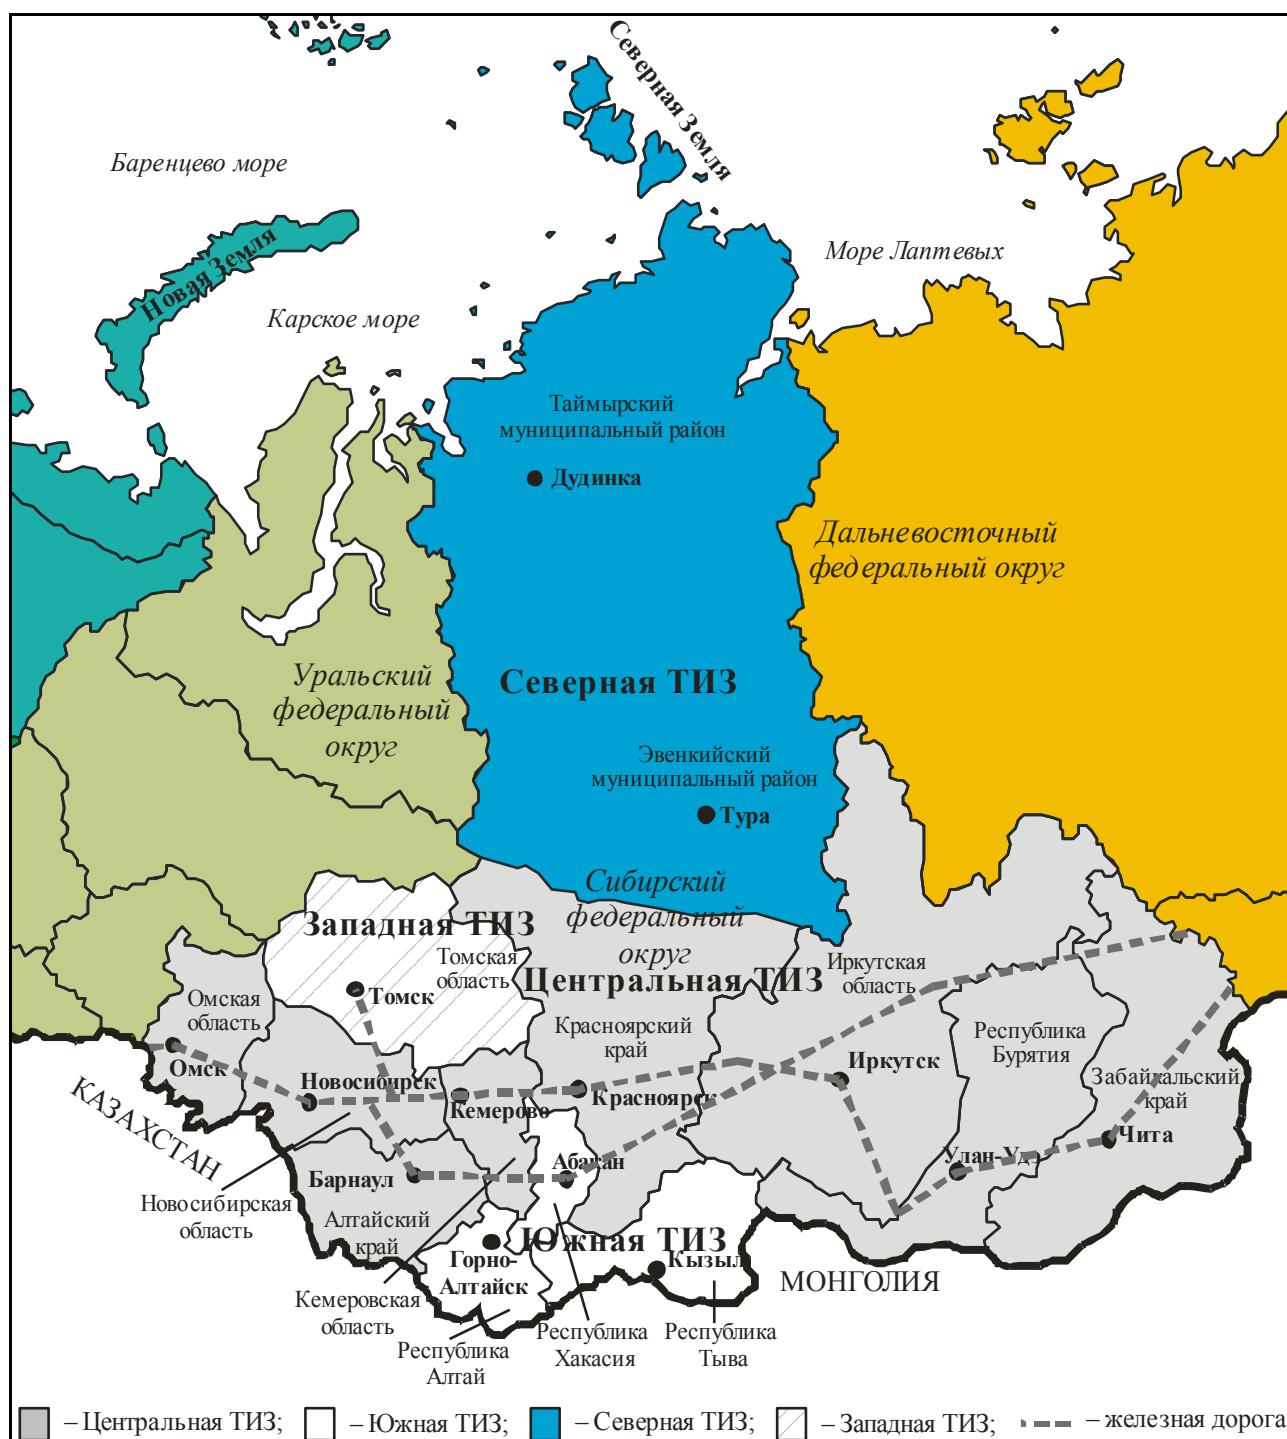 Северная Земля
Баренцево море
Новая Земля
Море Лаптевых
Карское море
Таймырский
муниципальный район
Дудинка
Дальневосточный
федеральный округ
Уральский
федеральный
округ
Северная ТИЗ
Эвенкийский
муниципальный район
Тура
Сибирский
федеральный
округ
Западная ТИЗ
Томская
область
Томск
Центральная ТИЗ
Иркутская
область
Омская
область
Омск
Красноярский
край
Республика
Бурятия
Новосибирск
Кемерово
Красноярск
Иркутск
Забайкальский
край
КАЗАХСТАН
Чита
Улан-Удэ
Барнаул
Абакан
Новосибирская
область
Алтайский
край
Южная ТИЗ
Горно-
Алтайск
Кызыл
МОНГОЛИЯ
Кемеровская
область
Республика
Алтай
Республика
Хакасия
Республика
Тыва
– Центральная ТИЗ;
– Южная ТИЗ;
– Северная ТИЗ;
– Западная ТИЗ;
– железная дорога